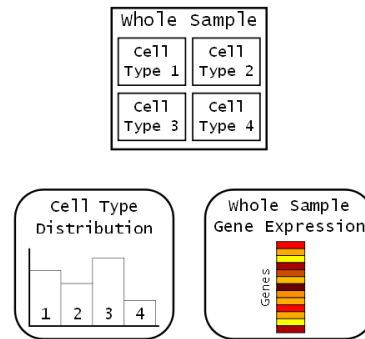 Whole Sample
Cell
Type 1
Cell
Type 2
Cell
Type 3
Cell
Type 4
Cell Type
Distribution
1 2 3 4
Whole Sample
Gene Expression
Genes